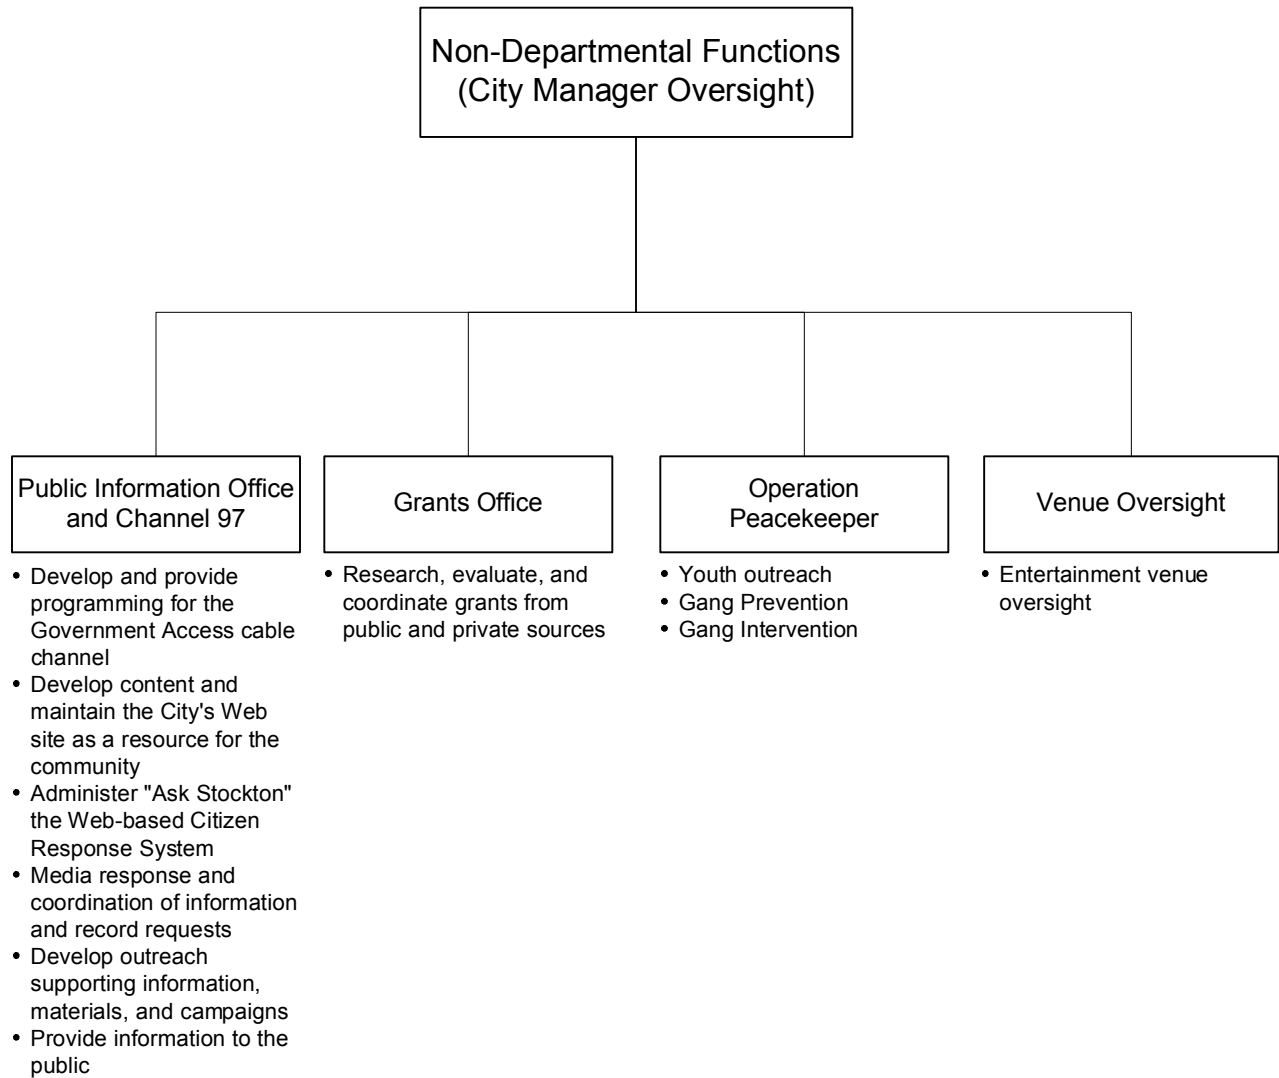 Non-Departmental Functions
(City Manager Oversight)
Public Information Office
and Channel 97
• Develop and provide
programming for the
Government Access cable
channel
• Develop content and
maintain the City's Web
site as a resource for the
community
• Administer "Ask Stockton"
the Web-based Citizen
Response System
• Media response and
coordination of information
and record requests
• Develop outreach
supporting information,
materials, and campaigns
• Provide information to the
public
Grants Office
• Research, evaluate, and
coordinate grants from
public and private sources
Operation
Peacekeeper
• Youth outreach
• Gang Prevention
• Gang Intervention
Venue Oversight
• Entertainment venue
oversight